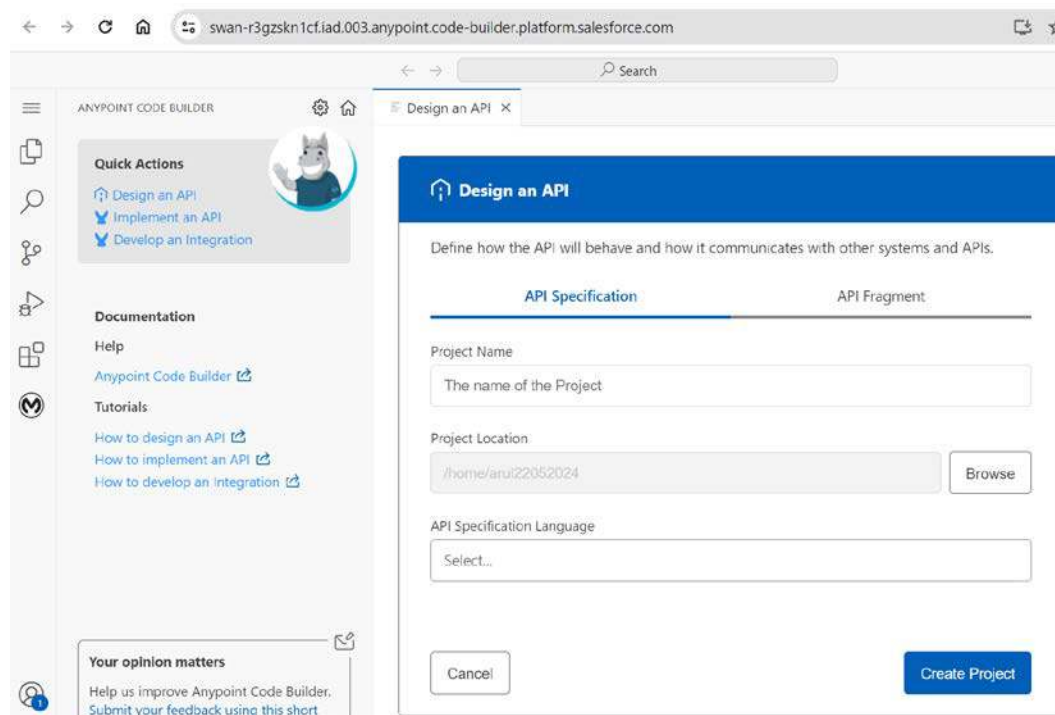 swan-r3gzskn1cf.iad.003.anypoint.code-builder.platform.salesforce.com
Search
ANYPOINT CODE BUILDER
Design an API
Quick Actions
Design an API
Implement an API
Develop an Integration
Documentation
Help
Anypoint Code Builder
Tutorials
How to design an API
How to implement an API
How to develop an Integration
Your opinion matters
Help us improve Anypoint Code Builder.
Submit your feedback using this short
1
Design an API
Define how the API will behave and how it communicates with other systems and APIs.
API Specification
API Fragment
Project Name
The name of the Project
Project Location
/home/arul22052024
Browse
API Specification Language
Select...
Cancel
Create Project